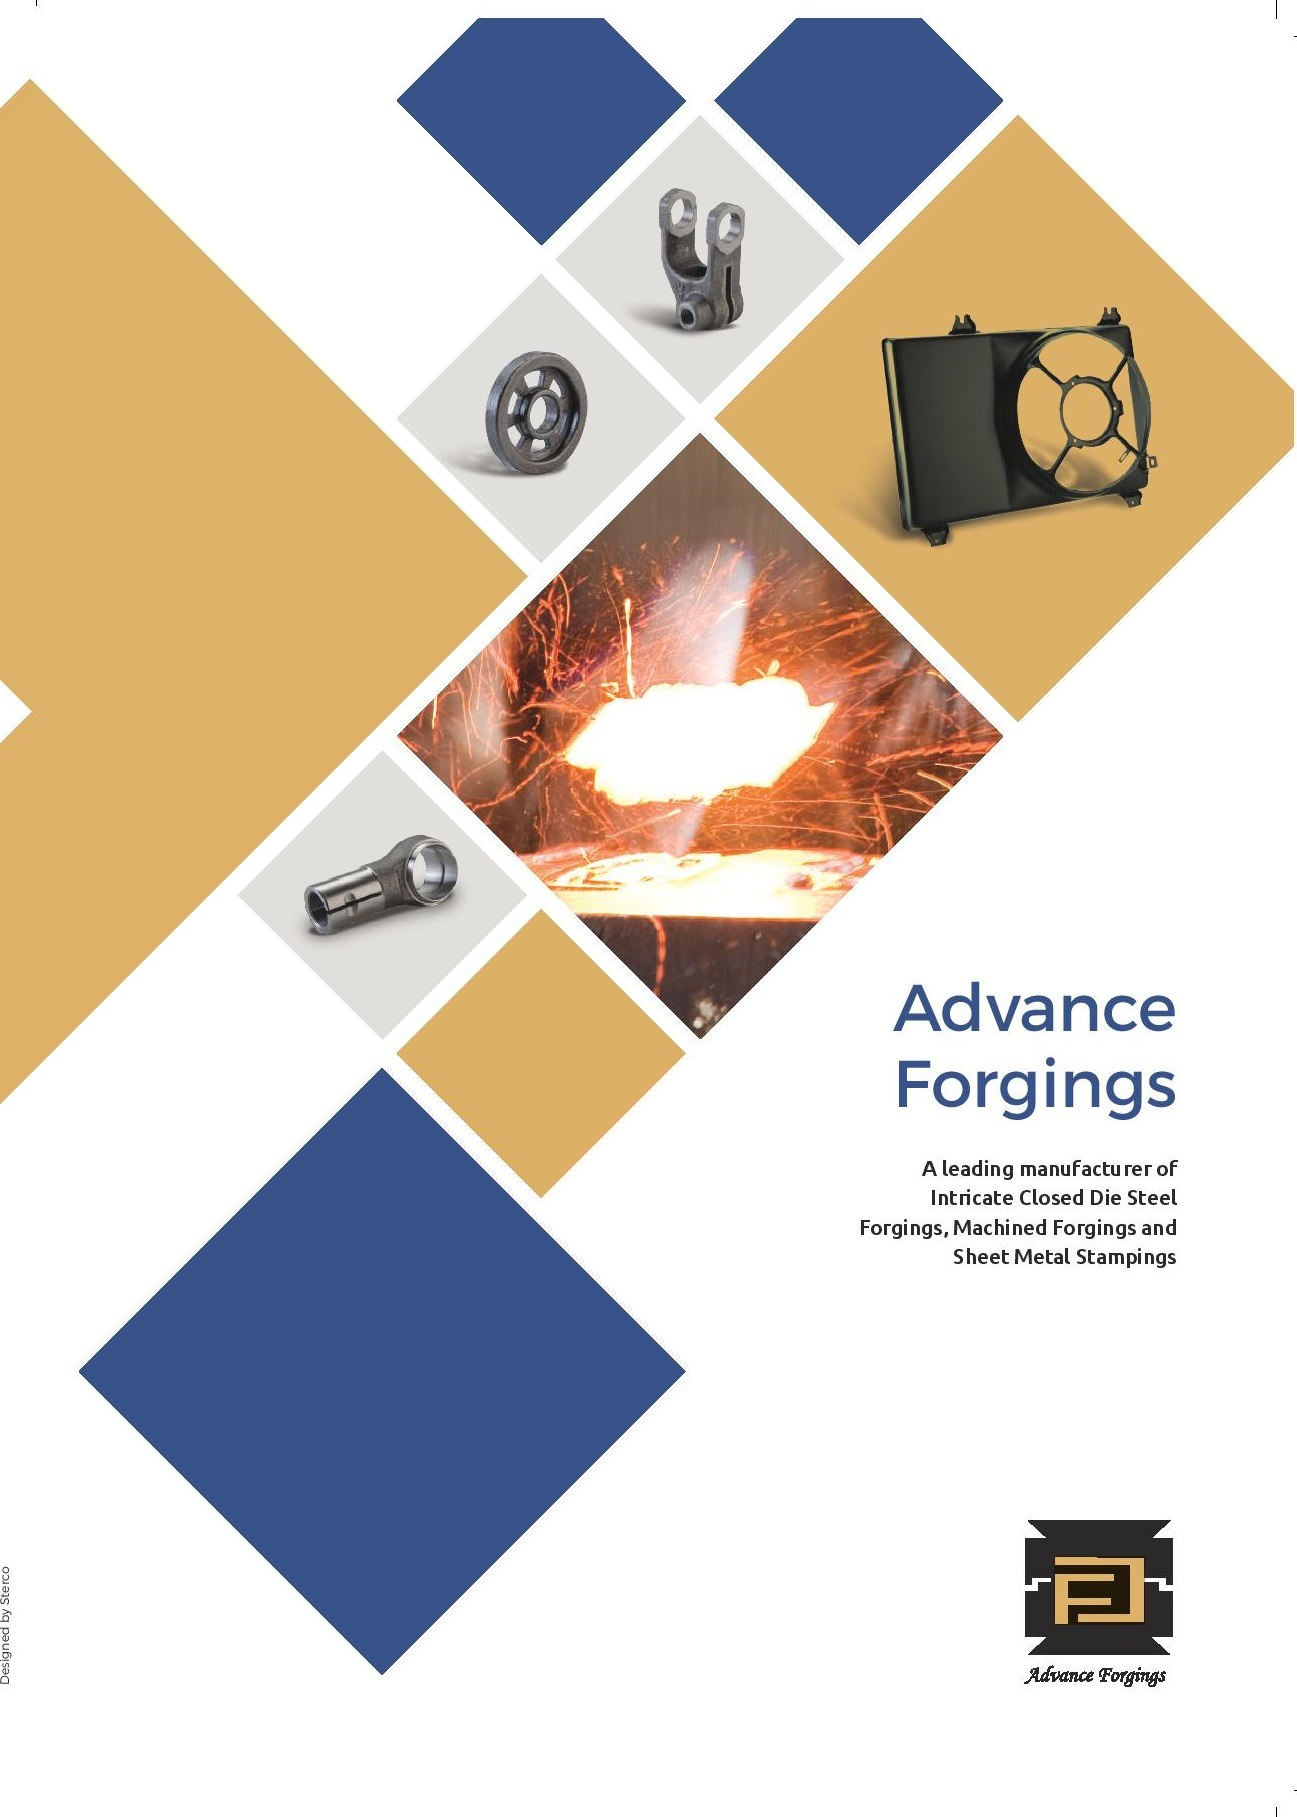 Advance
Forgings
A leading manufacturer of
Intricate Closed Die Steel
Forgings, Machined Forgings and
Sheet Metal Stampings
Advance Forgings
Designed by Sterco